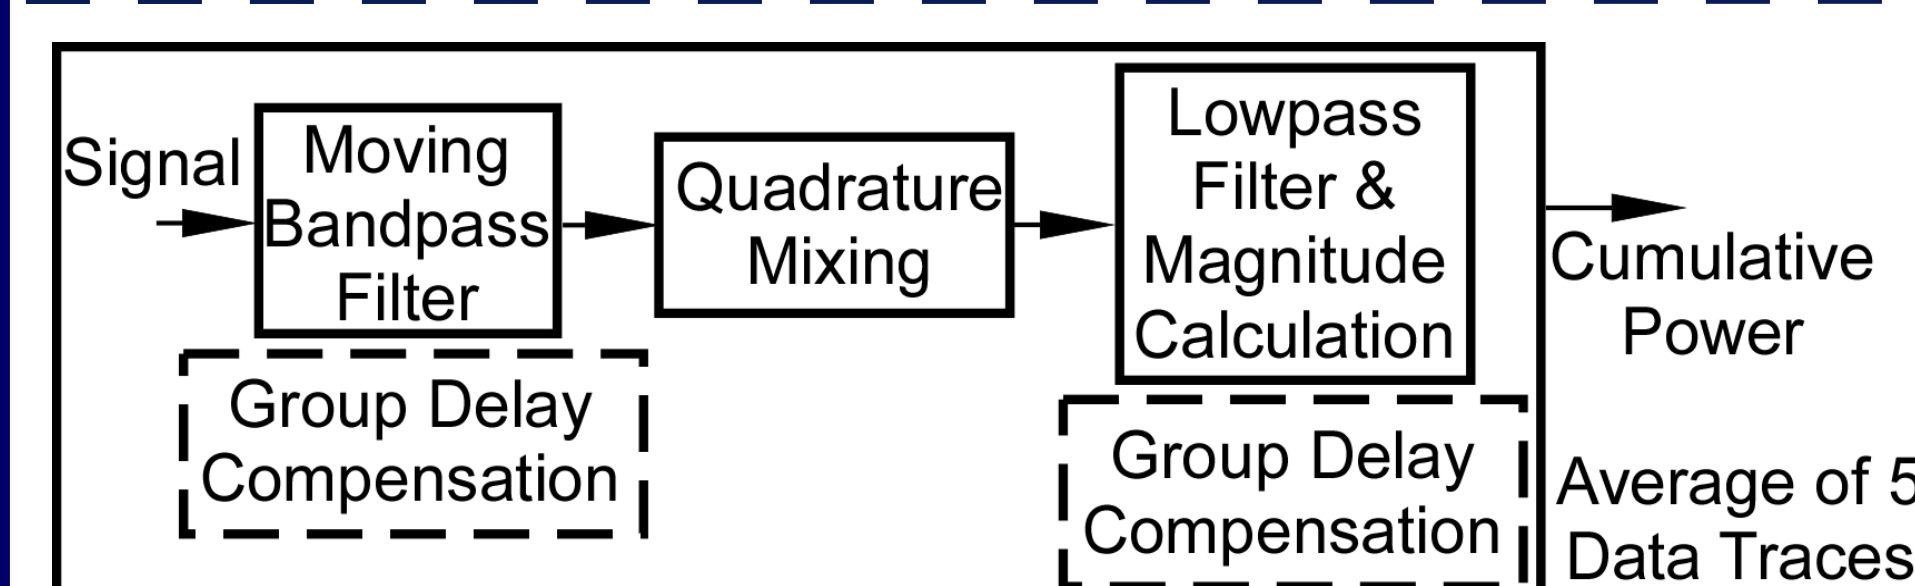 Signal
Moving
Bandpass
Filter
Group Delay
Compensation
Quadrature
Mixing
Lowpass
Filter &
Magnitude
Calculation
Group Delay
Compensation
Cumulative
Power
Average of 5
Data Traces